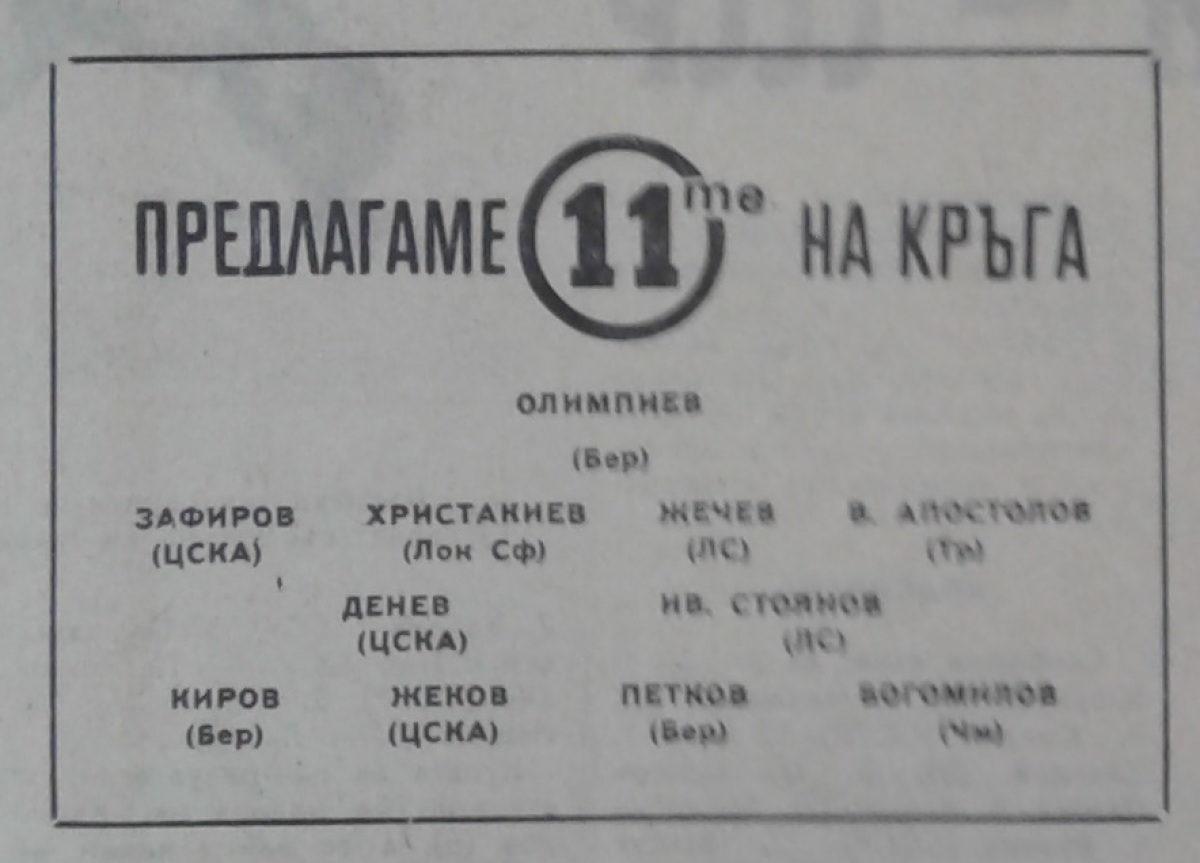 ПРЕДЛАГАМЕ 11те НА КРЪГА
ОЛИМПИЕВ
(Бер)
ЗАФИРОВ ХРИСТАКИЕВ ЖЕЧЕВ В. АПОСТОЛОВ
(ЦСКА) (Лок Сф) (ЛС) (Тр)
ДЕНЕВ ИВ. СТОЯНОВ
(ЦСКА) (ЛС)
КИРОВ ЖЕКОВ ПЕТКОВ БОГОМИЛОВ
(Бер) (ЦСКА) (Бер) (Чм)